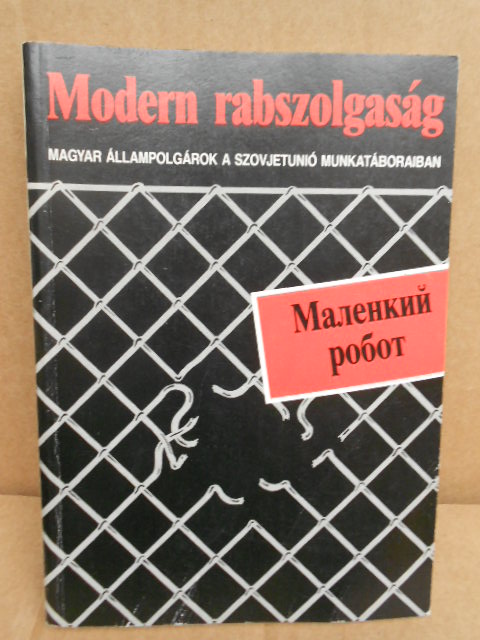 Modern rabszolgaság
MAGYAR ÁLLAMPOLGÁROK A SZOVJETUNIÓ MUNKATÁBORAIBAN
Маленкий
робот